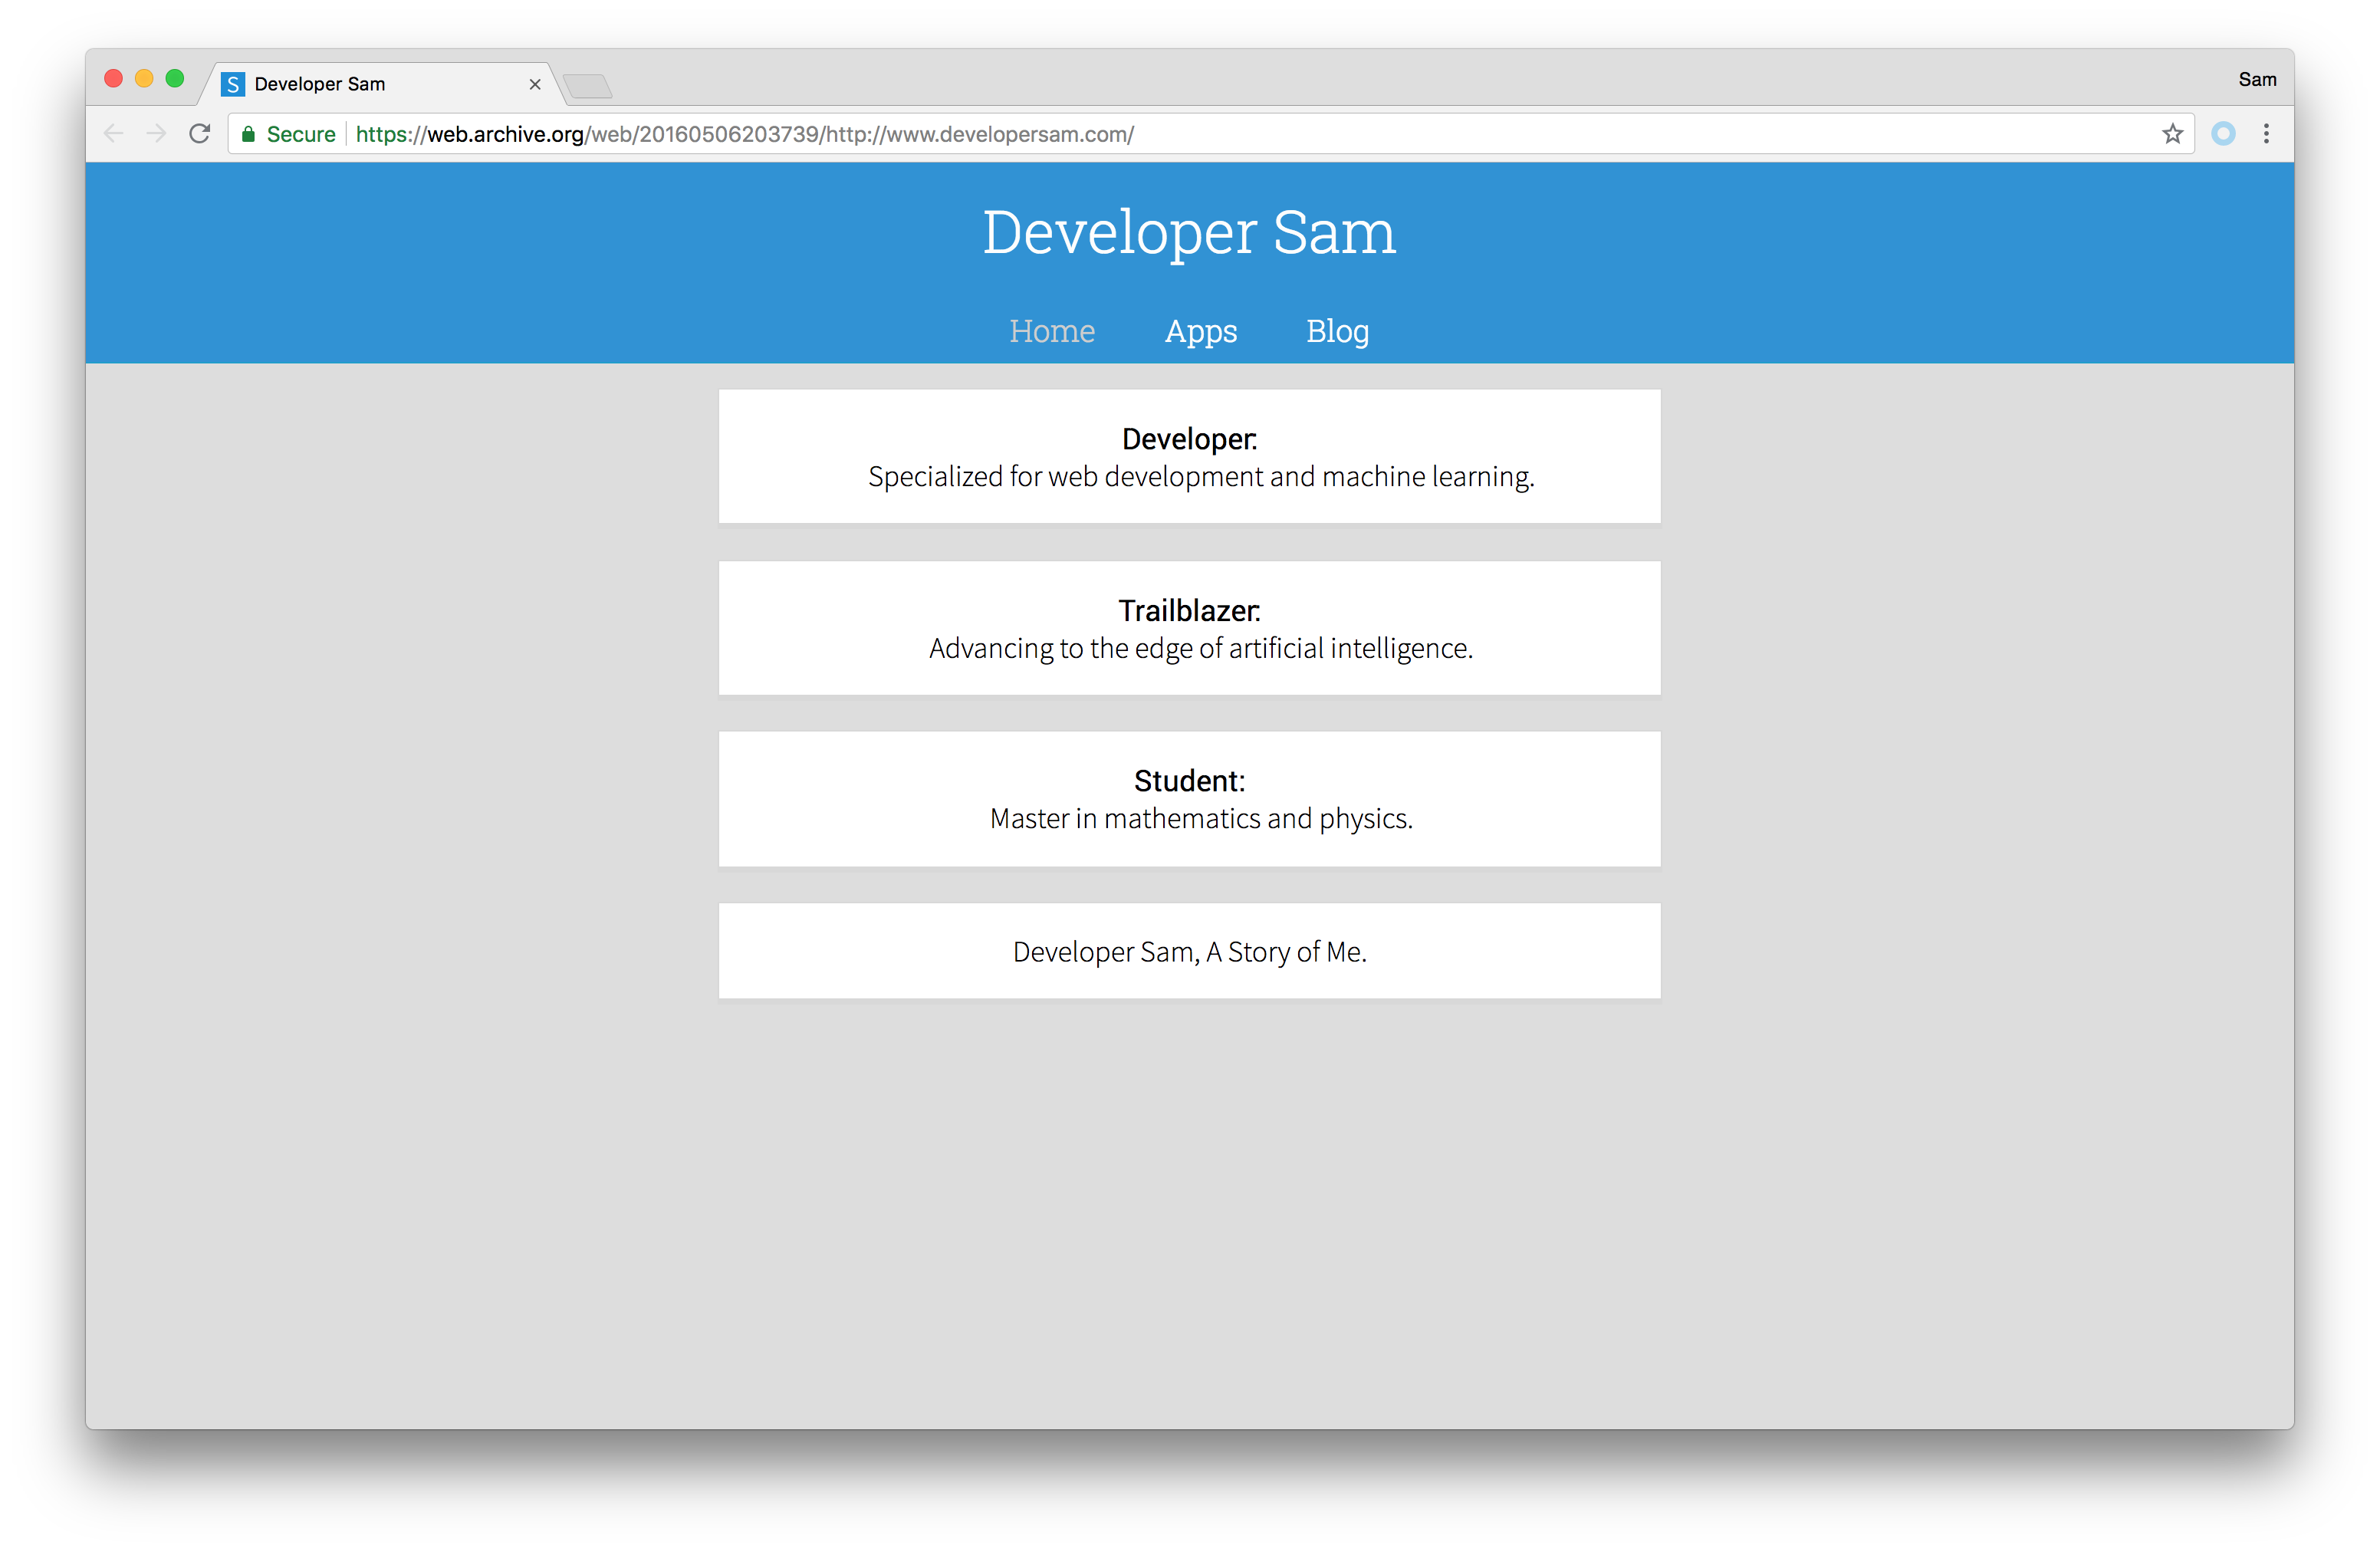 S Developer Sam
Sam
Secure https://web.archive.org/web/20160506203739/http://www.developersam.com/
Developer Sam
Home Apps Blog
Developer:
Specialized for web development and machine learning.
Trailblazer:
Advancing to the edge of artificial intelligence.
Student:
Master in mathematics and physics.
Developer Sam, A Story of Me.